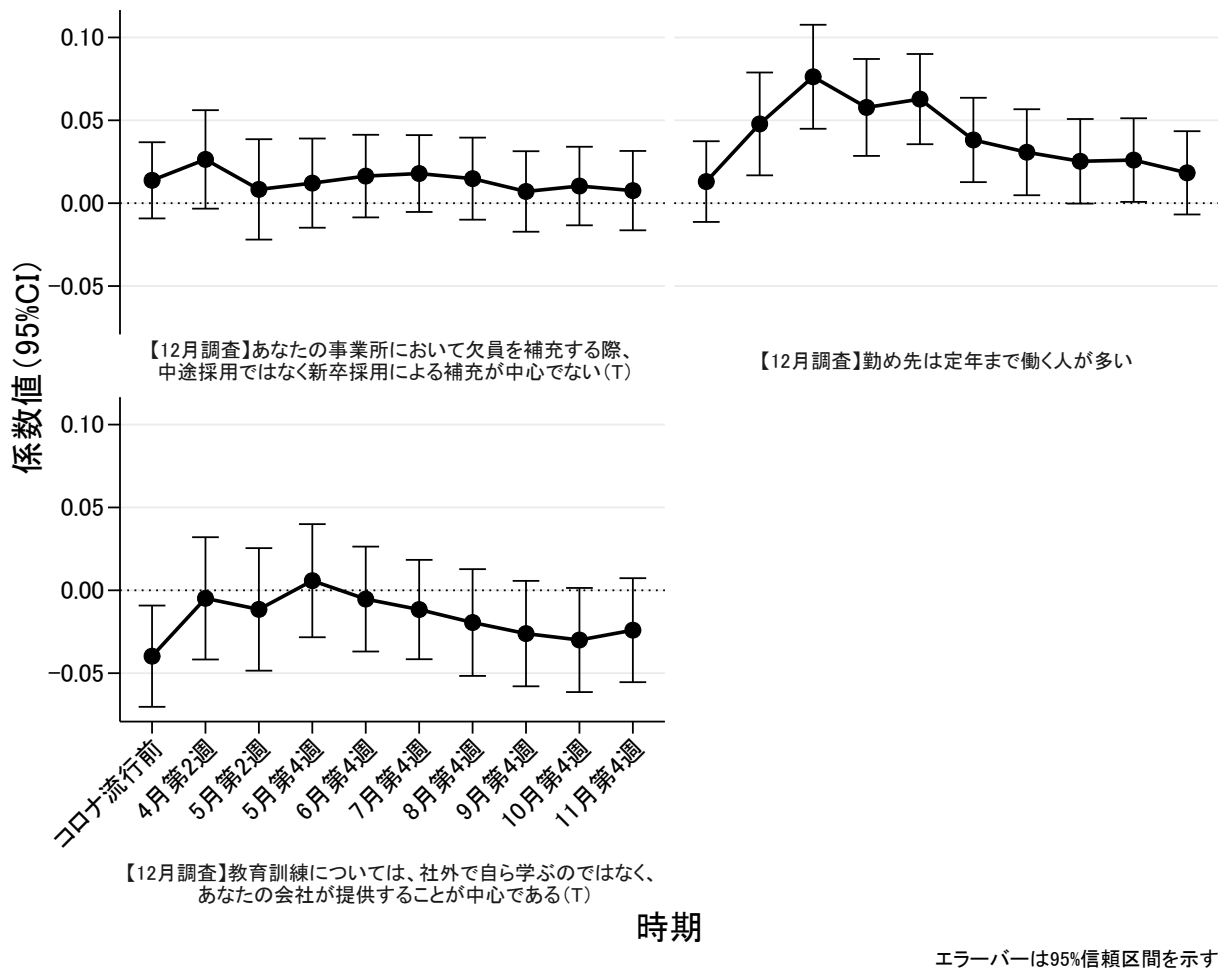 係数値(95%CI)
0.10
0.05
0.00
−0.05
【12月調査】あなたの事業所において欠員を補充する際、
中途採用ではなく新卒採用による補充が中心でない(T)
【12月調査】勤め先は定年まで働く人が多い
0.10
0.05
0.00
−0.05
コロナ流行前
4月第2週
5月第2週
5月第4週
6月第4週
7月第4週
8月第4週
9月第4週
10月第4週
11月第4週
【12月調査】教育訓練については、社外で自ら学ぶのではなく、
あなたの会社が提供することが中心である(T)
時期
エラーバーは95%信頼区間を示す